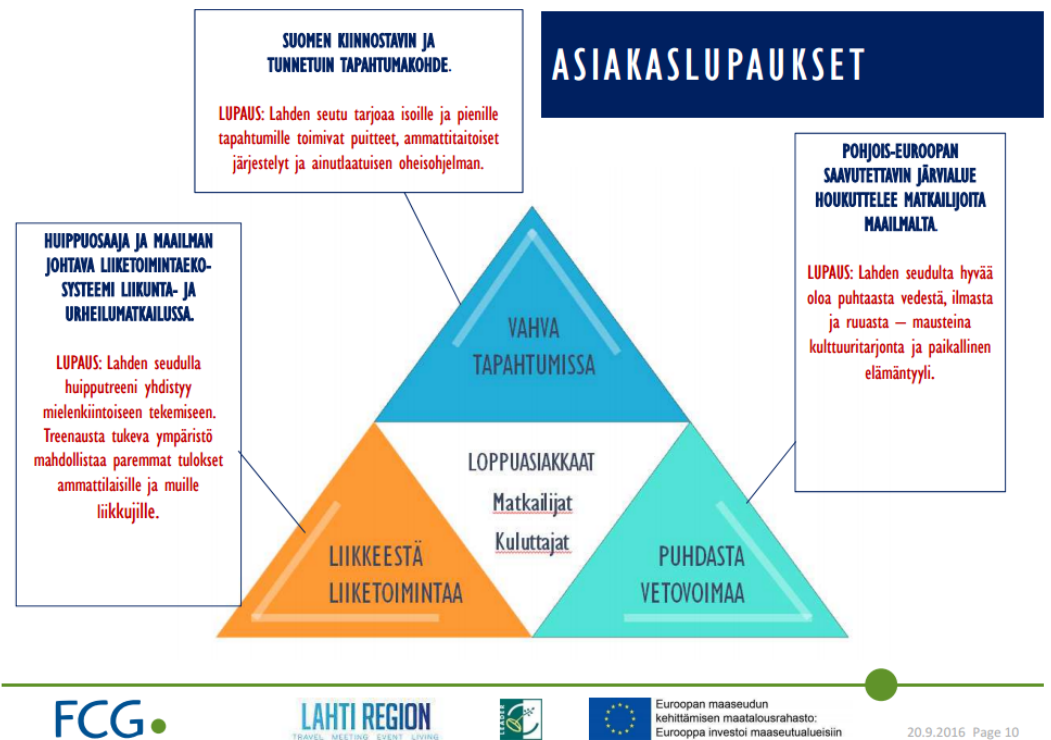 SUOMEN KIINNOSTAVIN JA
TUNNETUIN TAPAHTUMAKOHDE.
LUPAUS: Lahden seutu tarjoaa isoille ja pienille
tapahtumille toimivat puitteet, ammattitaitoiset
järjestelyt ja ainutlaatuisen oheisohjelman.
ASIAKASLUPAUKSET
POHJOIS-EUROOPAN
SAAVUTETTAVIN JÄRVIALUE
HOUKUTTELEE MATKAILIJOITA
MAAILMALTA.
LUPAUS: Lahden seudulta hyvää
oloa puhtaasta vedestä, ilmasta
ja ruuasta – mausteina
kulttuuritarjonta ja paikallinen
elämäntyyli.
HUIPPUOSAAJA JA MAAILMAN
JOHTAVA LIIKETOIMINTAEKO-
SYSTEEMI LIIKUNTA- JA
URHEILUMATKAILUSSA.
LUPAUS: Lahden seudulla
huipputreeni yhdistyy
mielenkiintoiseen tekemiseen.
Treenausta tukeva ympäristö
mahdollistaa paremmat tulokset
ammattilaisille ja muille
liikkujille.
VAHVA
TAPAHTUMISSA
LOPPUASIAKKAAT
Matkailijat
Kuluttajat
LIIKKEESTÄ
LIIKETOIMINTAA
PUHDASTA
VETOVOIMAA
FCG
LAHTI REGION
TRAVEL MEETING EVENT LIVING
LEADER
Euroopan maaseudun
kehittämisen maatalousrahasto:
Eurooppa investoi maaseutualueisiin
20.9.2016 Page 10